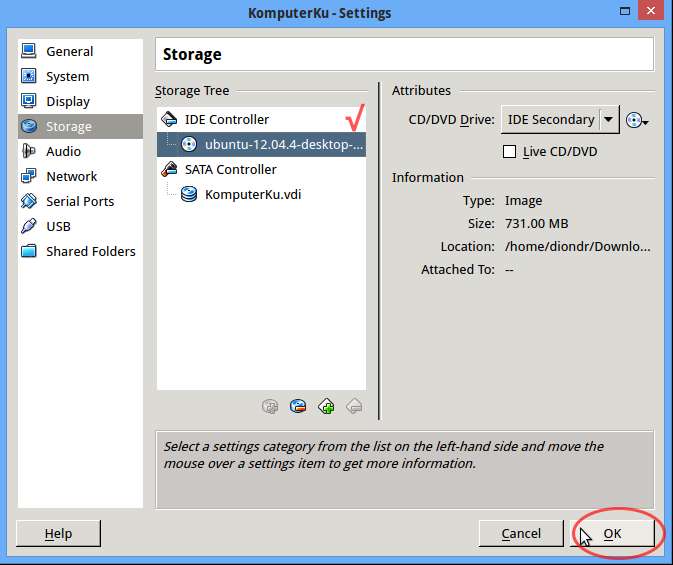 KomputerKu - Settings
General
System
Display
Storage
Audio
Network
Serial Ports
USB
Shared Folders
Storage
Storage Tree
IDE Controller √
ubuntu-12.04.4-desktop-...
SATA Controller
KomputerKu.vdi
Attributes
CD/DVD Drive: IDE Secondary
Live CD/DVD
Information
Type: Image
Size: 731.00 MB
Location: /home/diondr/Downlo...
Attached To: --
Select a settings category from the list on the left-hand side and move the
mouse over a settings item to get more information.
Help
Cancel
OK